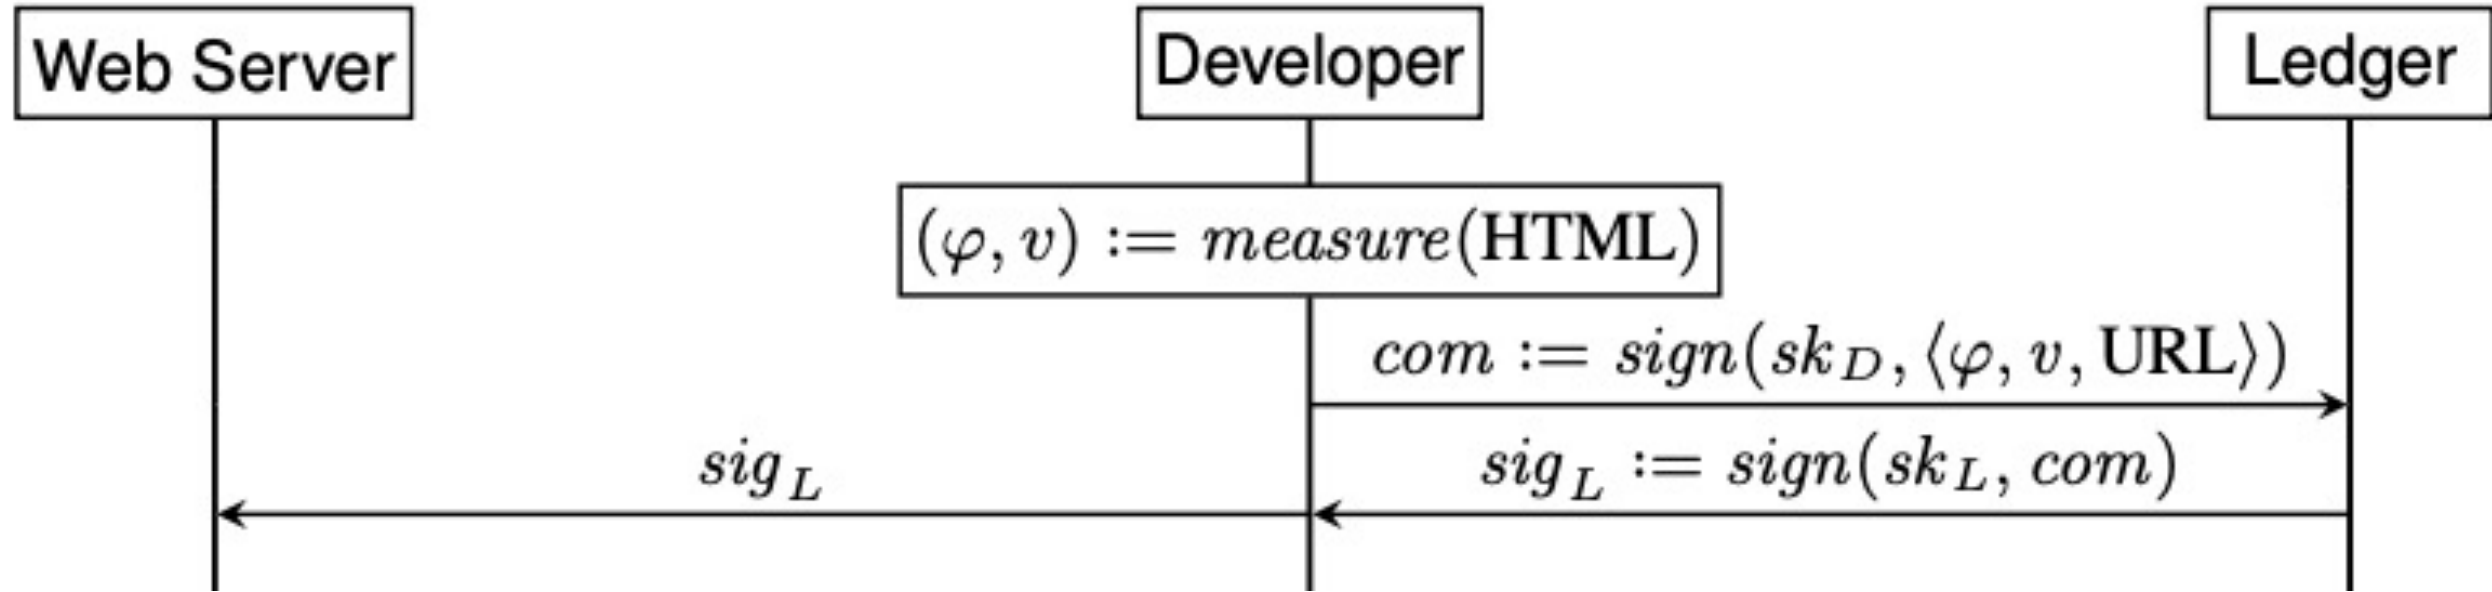 Web Server
Developer
Ledger
(φ, v) := measure(HTML)
com := sign(sk_D, ⟨φ, v, URL⟩)
sig_L
sig_L := sign(sk_L, com)